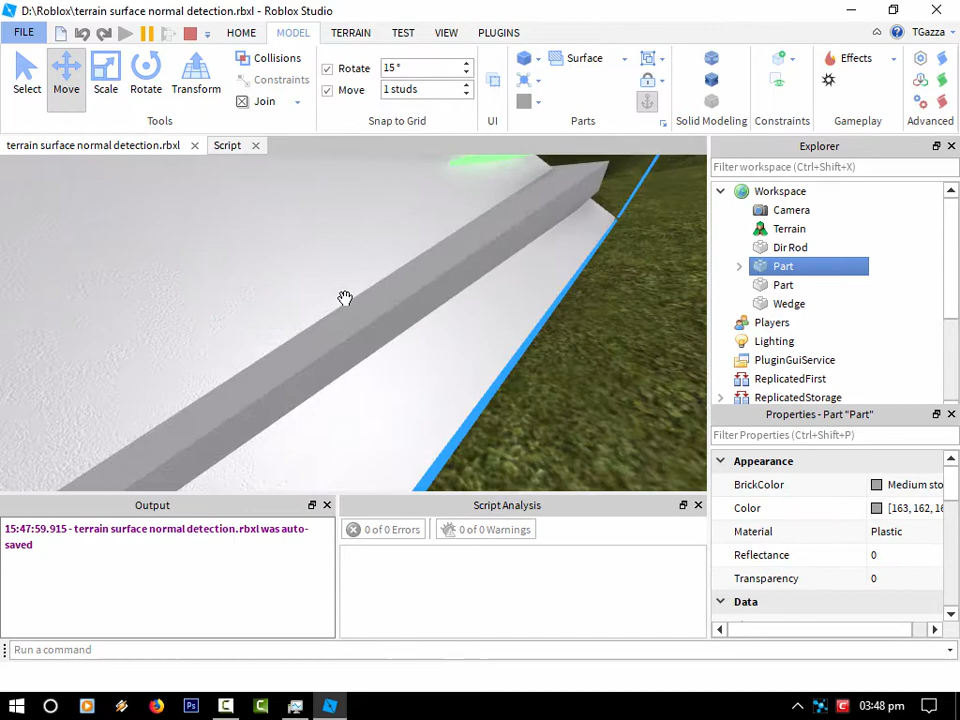 D:\Roblox\terrain surface normal detection.rbxl - Roblox Studio
FILE HOME MODEL TERRAIN TEST VIEW PLUGINS TGazza
Select Move Scale Rotate Transform
Collisions
Constraints
Join
Tools
Rotate 15°
Move 1 studs
Snap to Grid
UI
Surface
Parts
Solid Modeling
Constraints
Effects
Gameplay
Advanced
terrain surface normal detection.rbxl Script
Explorer
Filter workspace (Ctrl+Shift+X)
Workspace
Camera
Terrain
Dir Rod
Part
Part
Wedge
Players
Lighting
PluginGuiService
ReplicatedFirst
ReplicatedStorage
Properties - Part "Part"
Filter Properties (Ctrl+Shift+P)
Appearance
BrickColor Medium sto
Color [163, 162, 16
Material Plastic
Reflectance 0
Transparency 0
Data
Output
15:47:59.915 - terrain surface normal detection.rbxl was auto-
saved
Script Analysis
0 of 0 Errors 0 of 0 Warnings
Run a command
03:48 pm